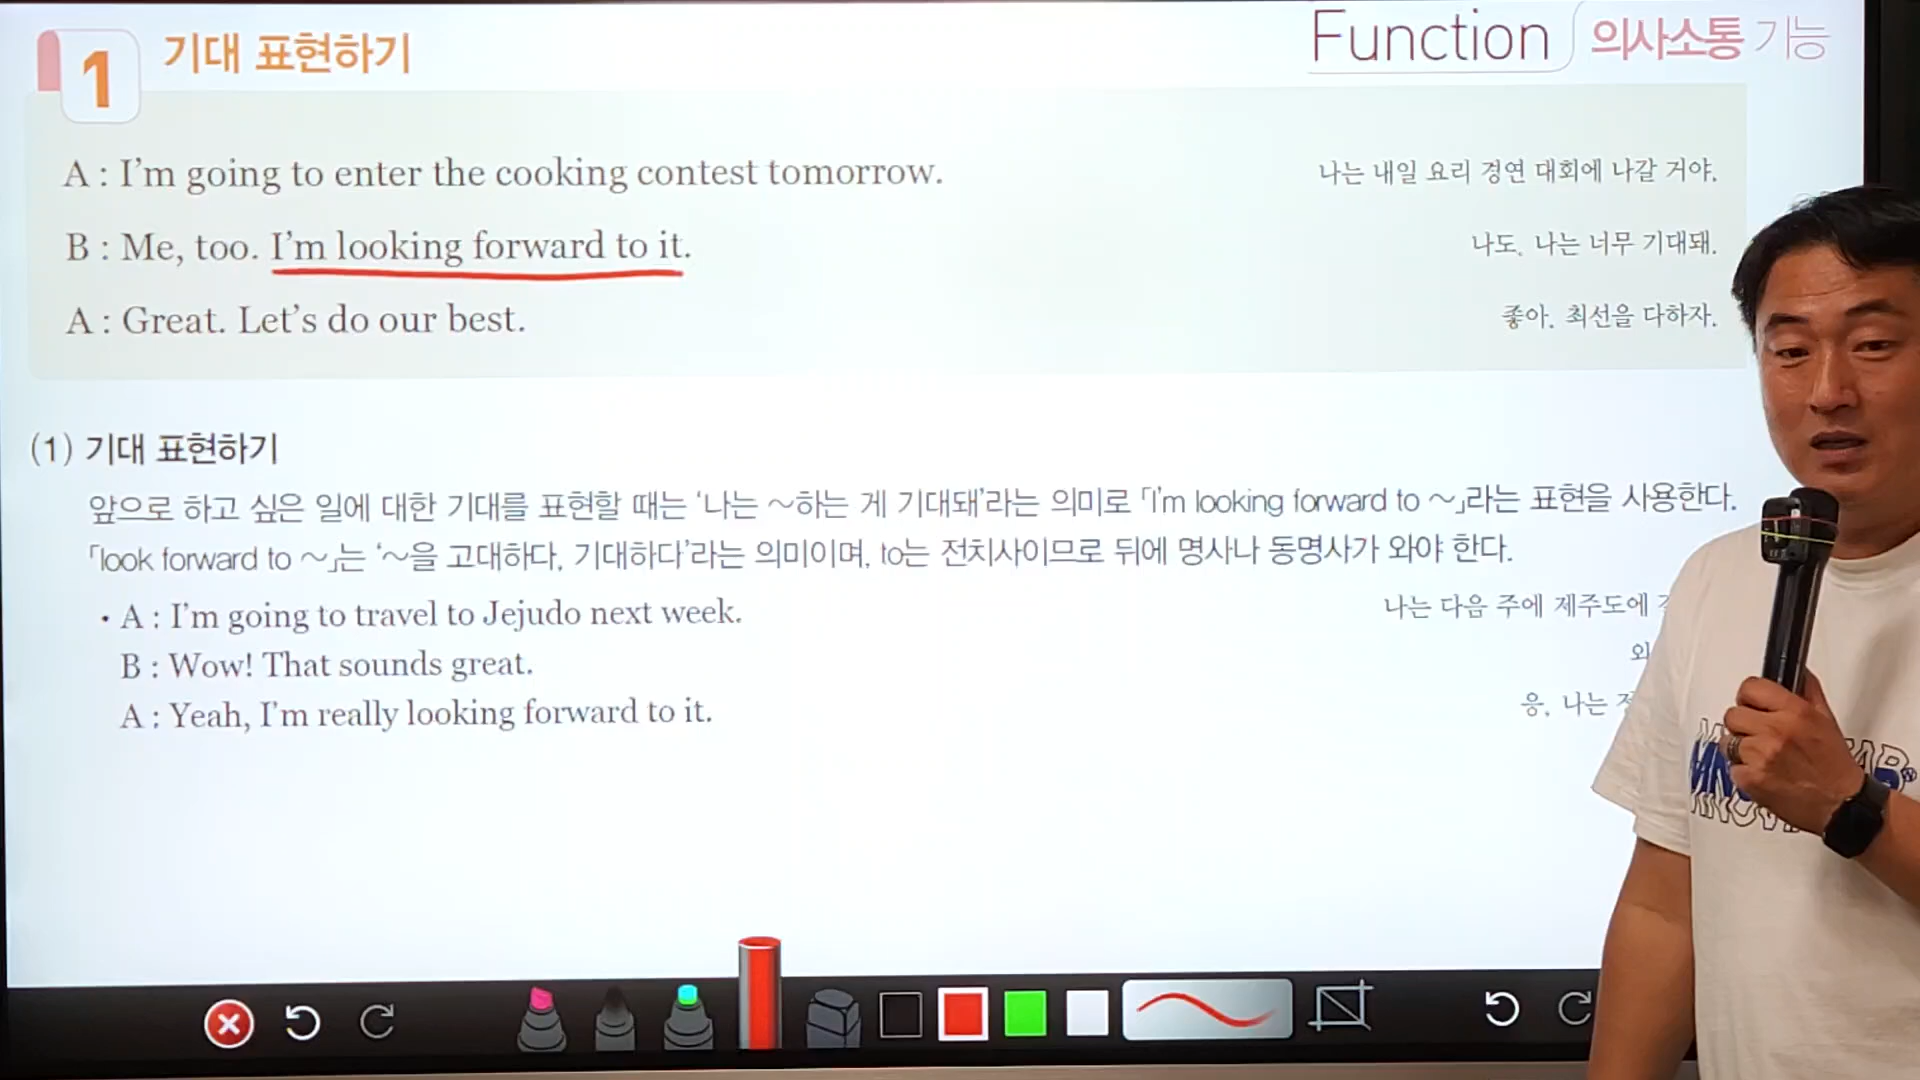 1 기대 표현하기
Function 의사소통 기능
A : I'm going to enter the cooking contest tomorrow. 나는 내일 요리 경연 대회에 나갈 거야.
B : Me, too. I'm looking forward to it. 나도. 나는 너무 기대돼.
A : Great. Let's do our best. 좋아. 최선을 다하자.
(1) 기대 표현하기
앞으로 하고 싶은 일에 대한 기대를 표현할 때는 '나는 ~하는 게 기대돼'라는 의미로 「I'm looking forward to ~」라는 표현을 사용한다.
「look forward to ~」는 '~을 고대하다, 기대하다'라는 의미이며, to는 전치사이므로 뒤에 명사나 동명사가 와야 한다.
• A : I'm going to travel to Jejudo next week. 나는 다음 주에 제주도에
B : Wow! That sounds great. 와
A : Yeah, I'm really looking forward to it. 응, 나는